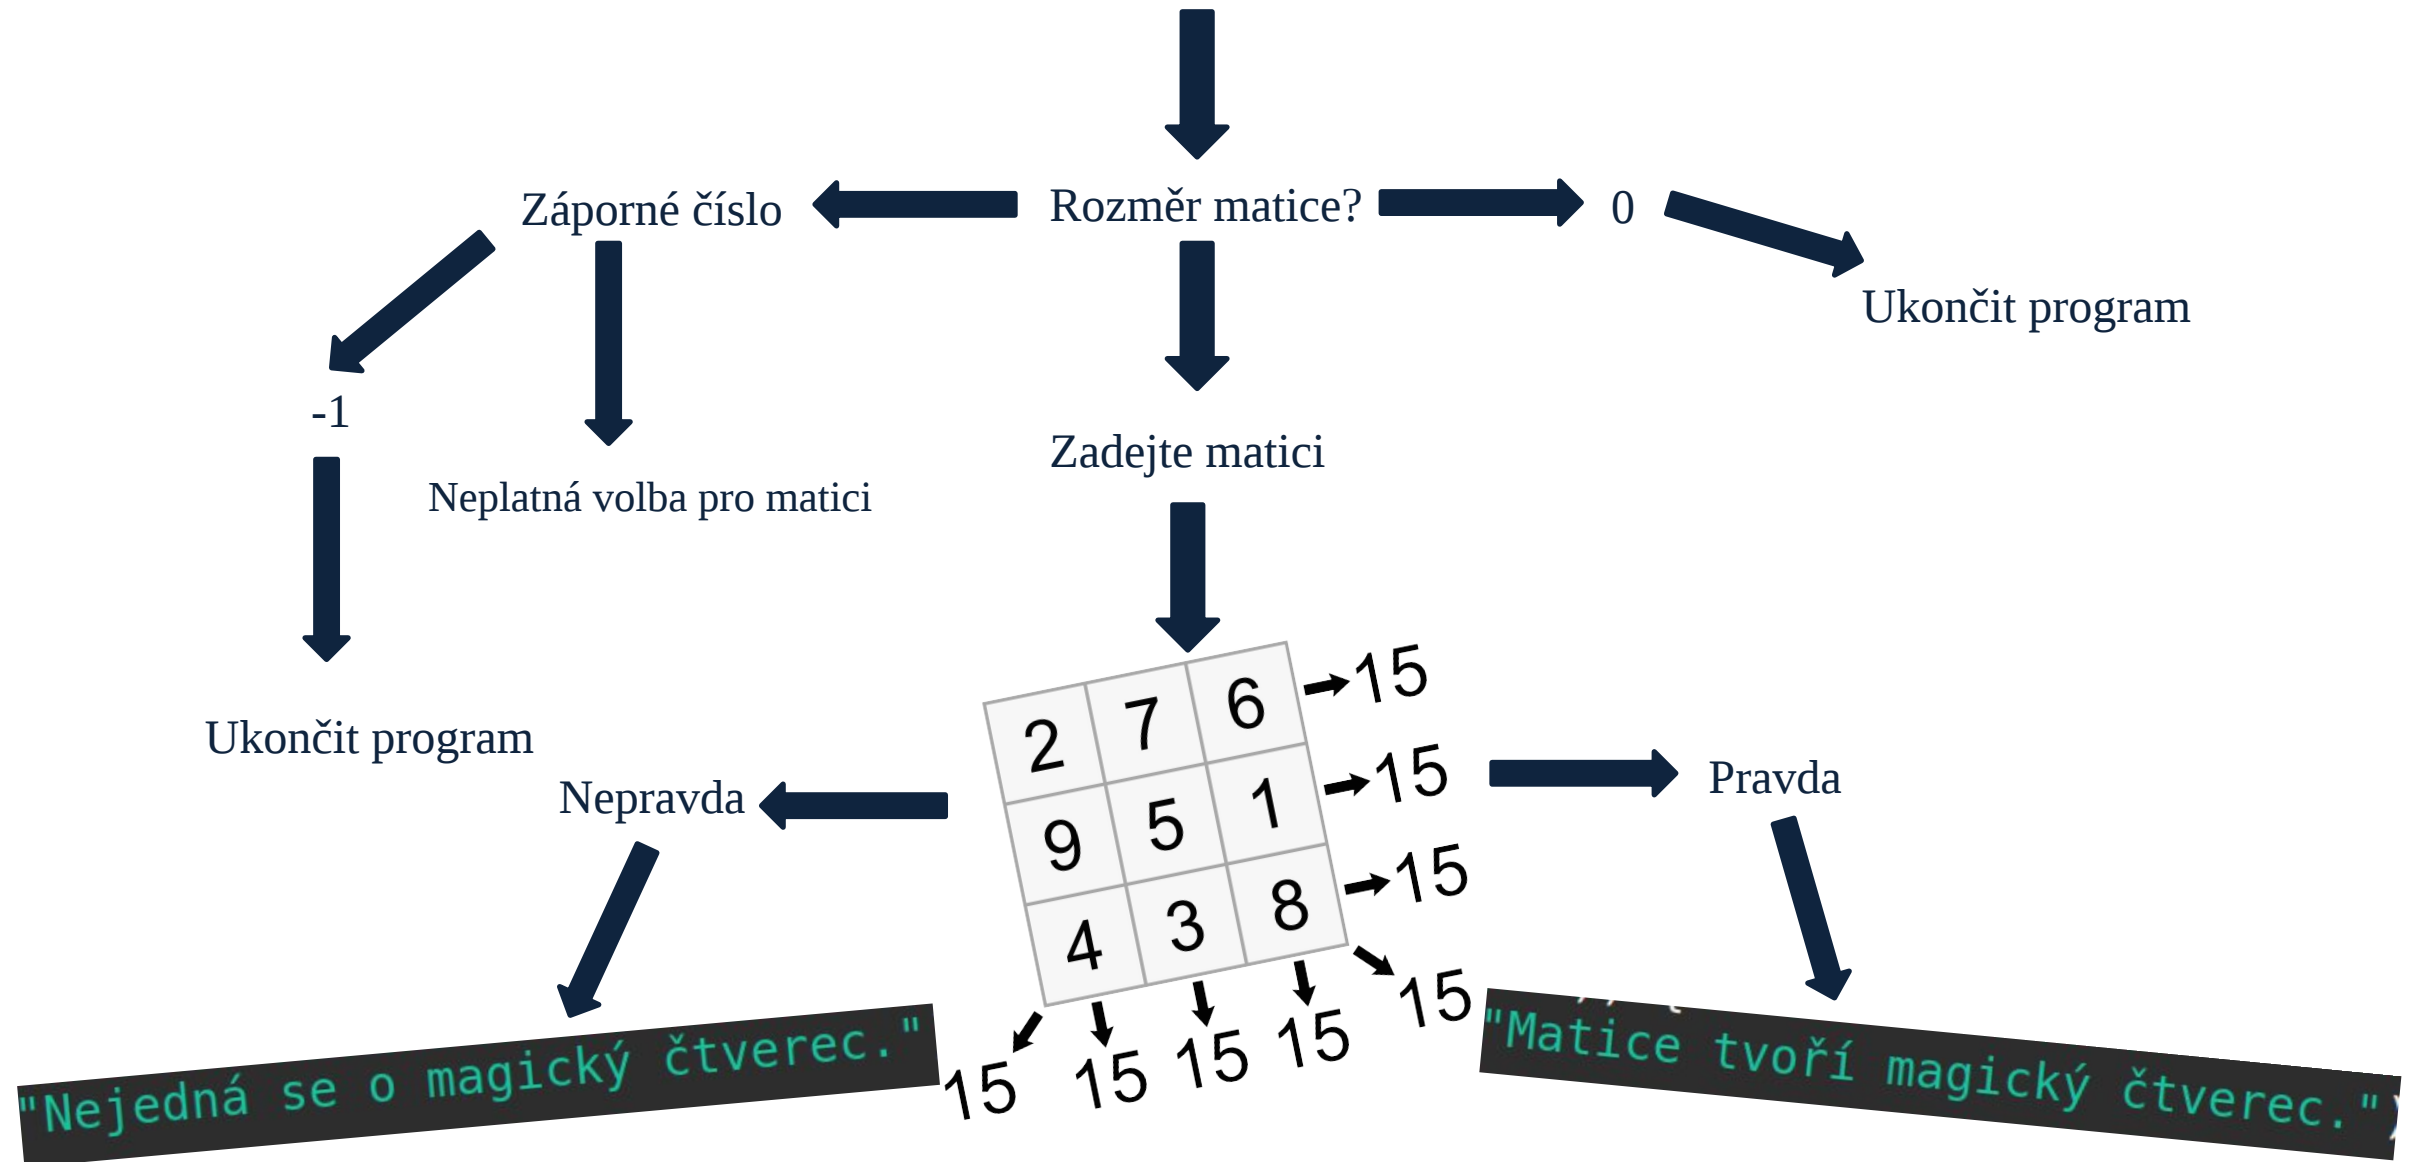 Záporné číslo
Rozměr matice?
0
Ukončit program
-1
Neplatná volba pro matici
Zadejte matici
Ukončit program
Nepravda
2 7 6 15
9 5 1 15
4 3 8 15
15 15 15 15 15
Pravda
"Nejedná se o magický čtverec."
"Matice tvoří magický čtverec.")